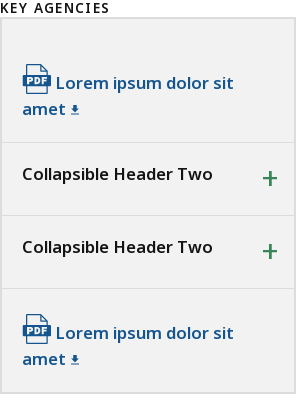 KEY AGENCIES
PDF Lorem ipsum dolor sit
amet
Collapsible Header Two
Collapsible Header Two
PDF Lorem ipsum dolor sit
amet